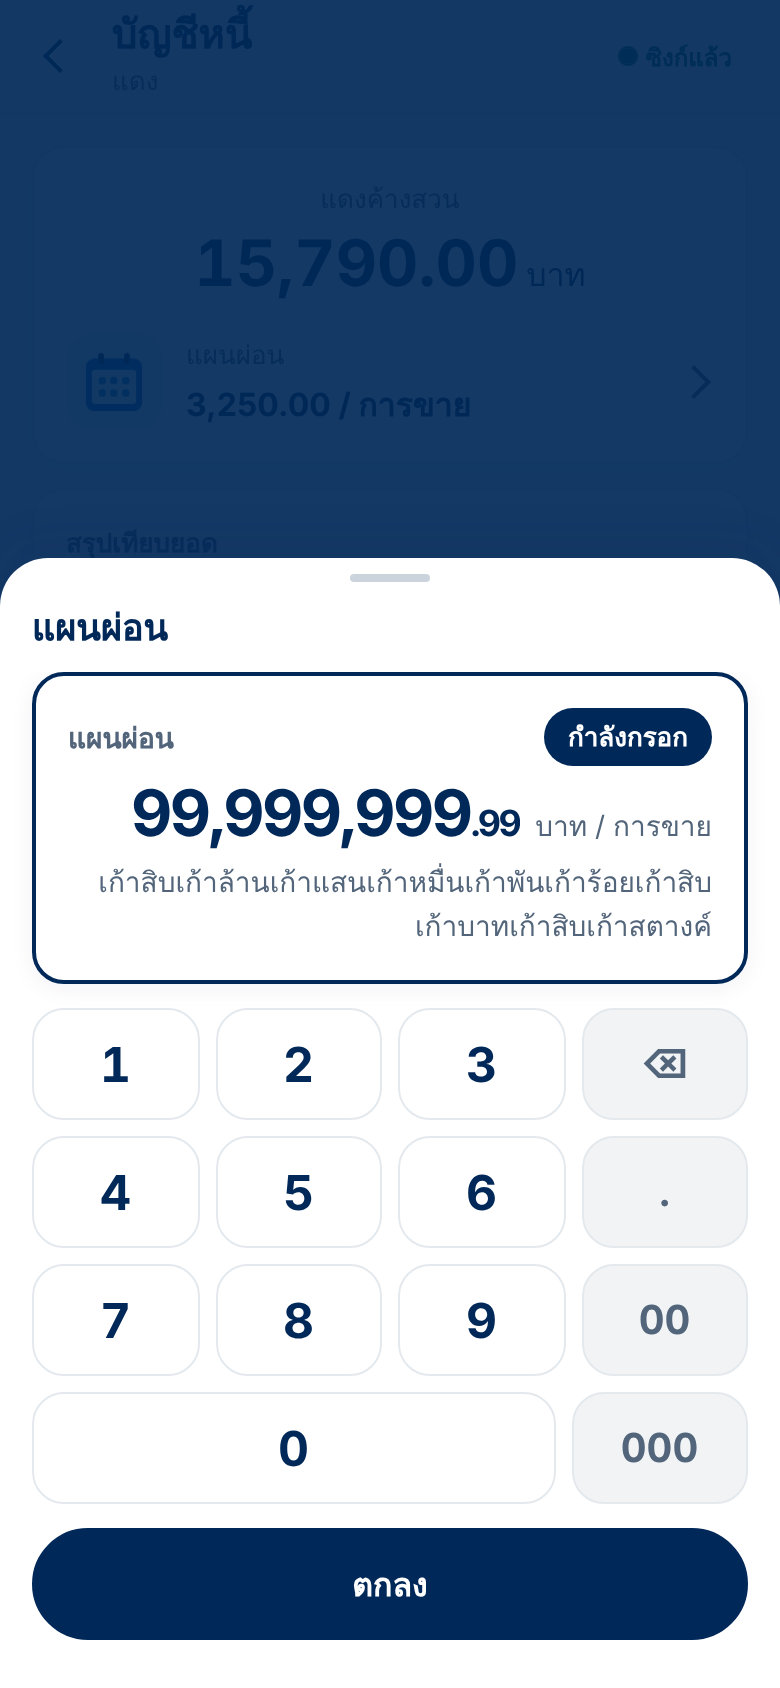 บัญชีหนี้
แดง
ซิงก์แล้ว
แดงค้างสวน
15,790.00 บาท
แผนผ่อน
3,250.00 / การขาย
สรุปเทียบยอด
แผนผ่อน
แผนผ่อน
กำลังกรอก
99,999,999.99 บาท / การขาย
เก้าสิบเก้าล้านเก้าแสนเก้าหมื่นเก้าพันเก้าร้อยเก้าสิบ
เก้าบาทเก้าสิบเก้าสตางค์
1 2 3
4 5 6 .
7 8 9 00
0 000
ตกลง